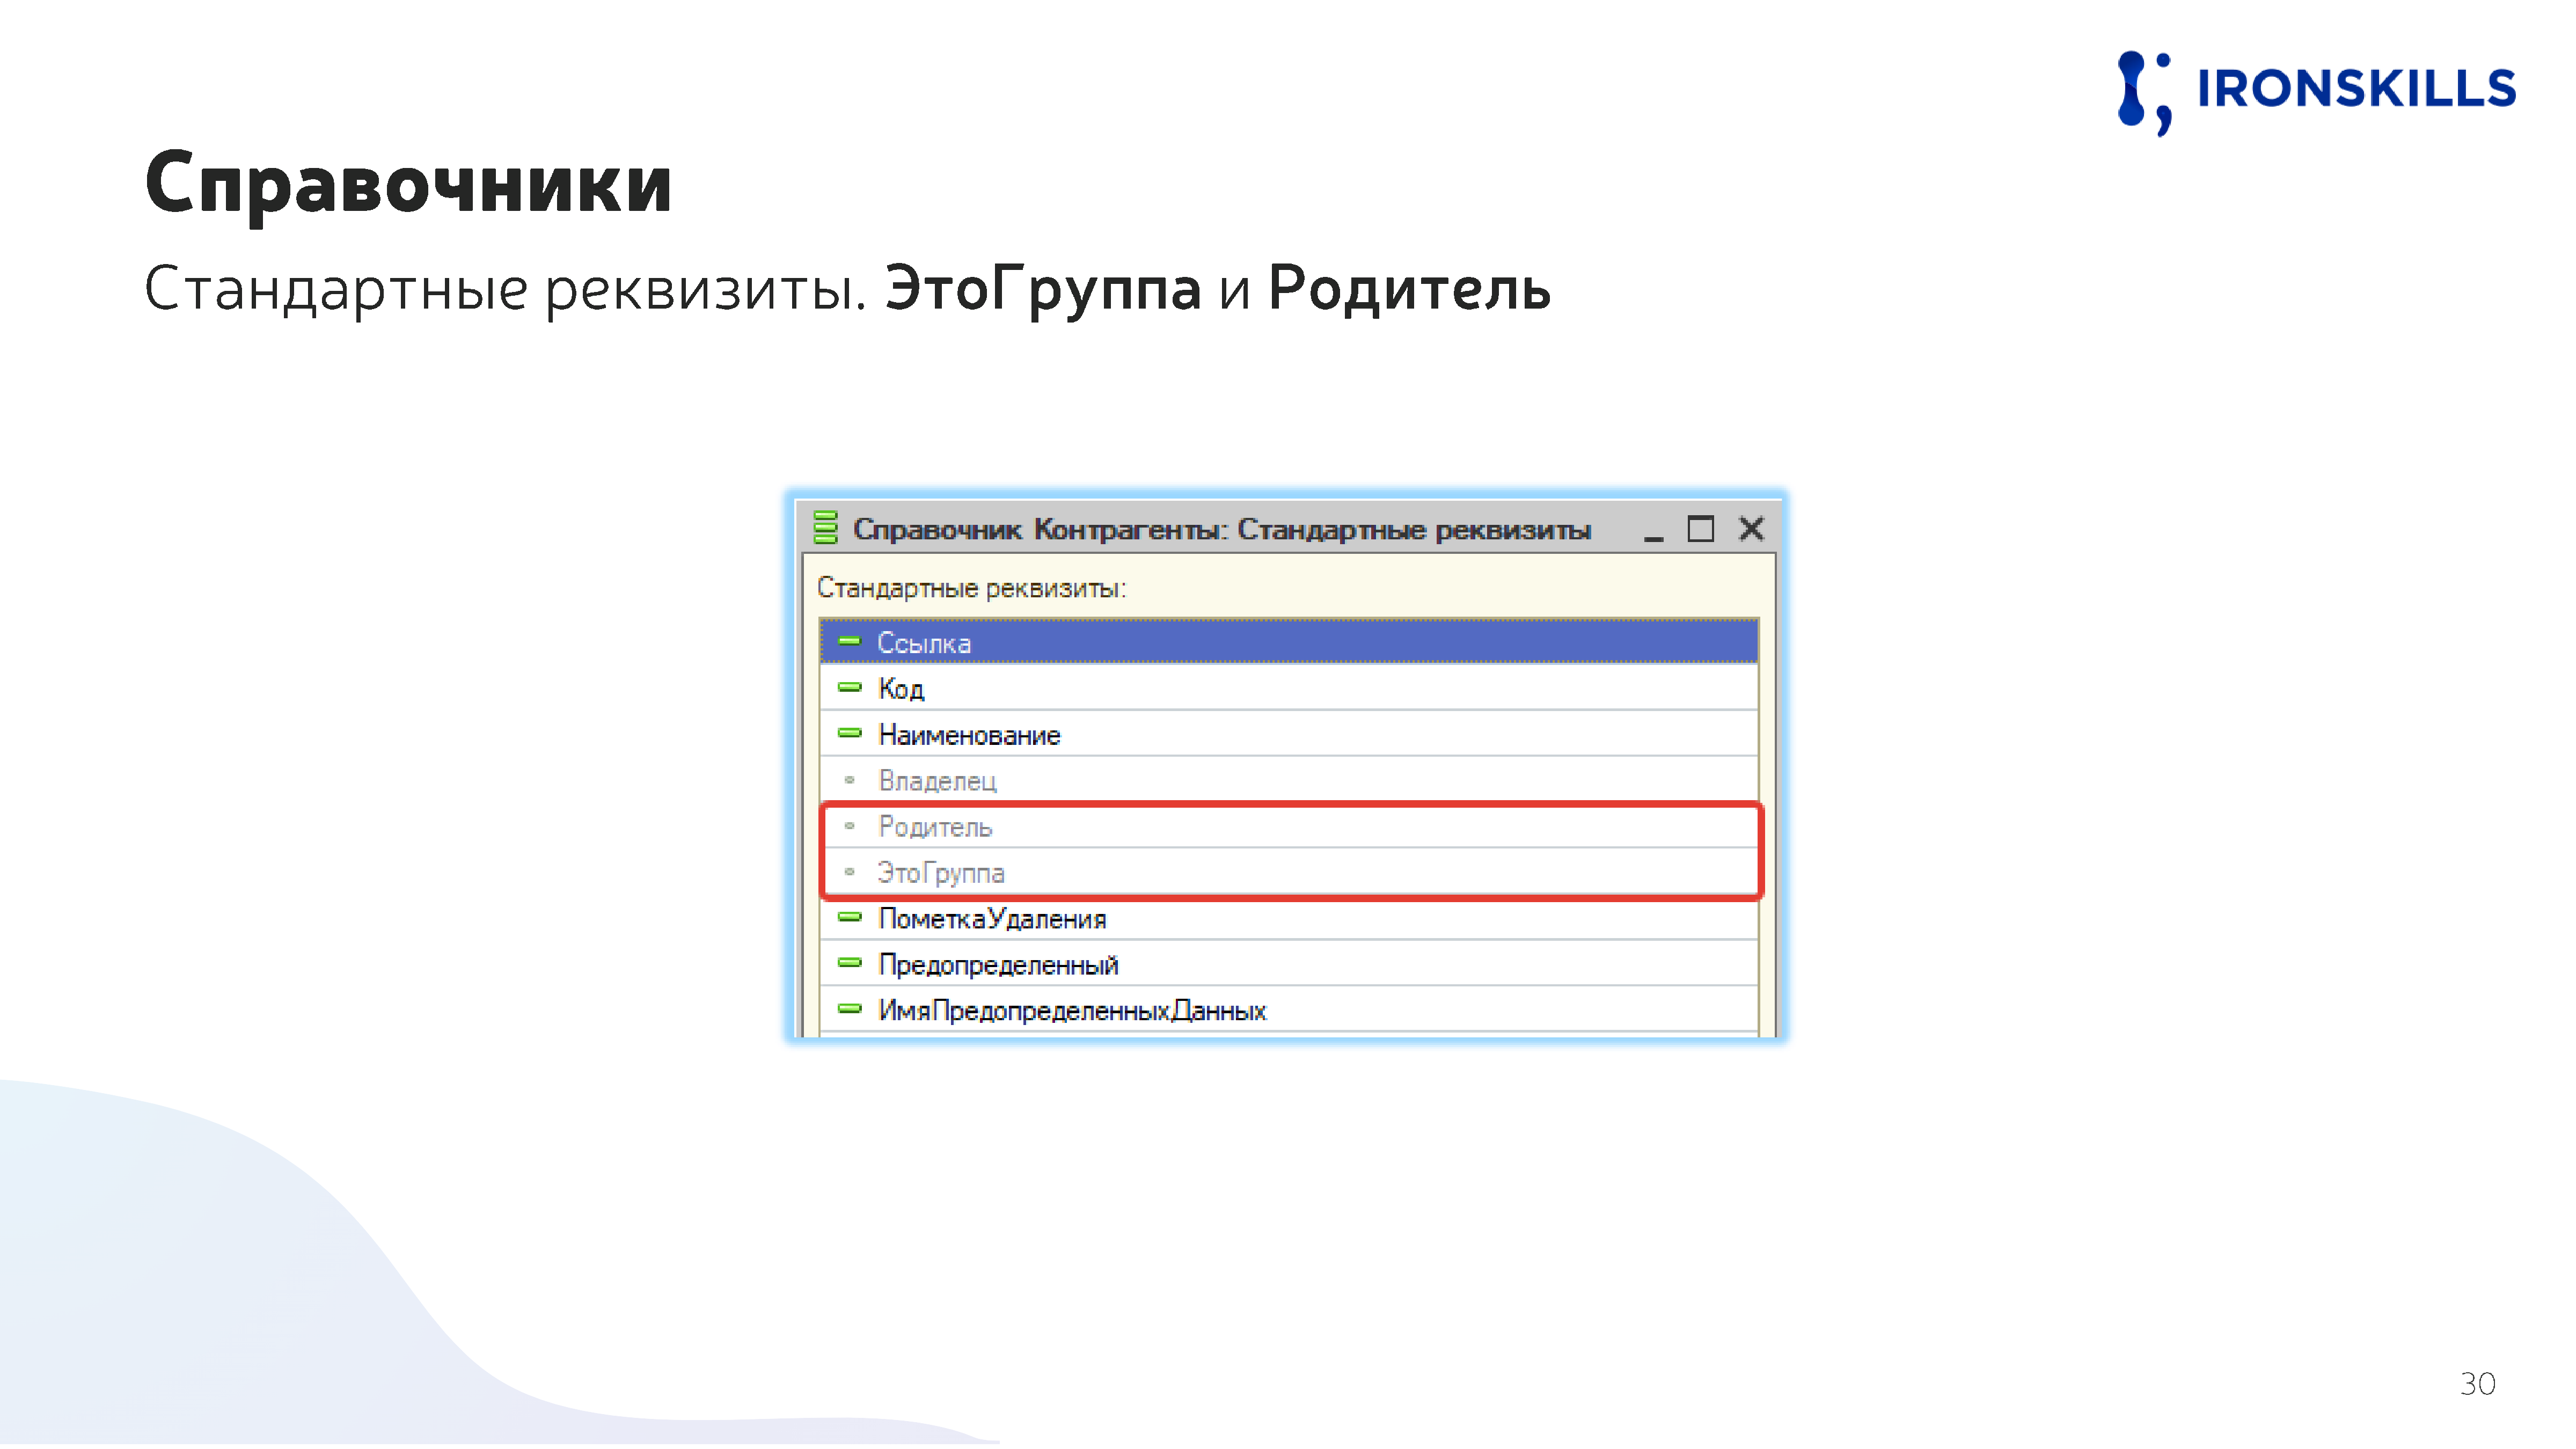 IRONSKILLS
Справочники
Стандартные реквизиты. ЭтоГруппа и Родитель
Справочник Контрагенты: Стандартные реквизиты
Стандартные реквизиты:
Ссылка
Код
Наименование
Владелец
Родитель
ЭтоГруппа
ПометкаУдаления
Предопределенный
ИмяПредопределенныхДанных
30